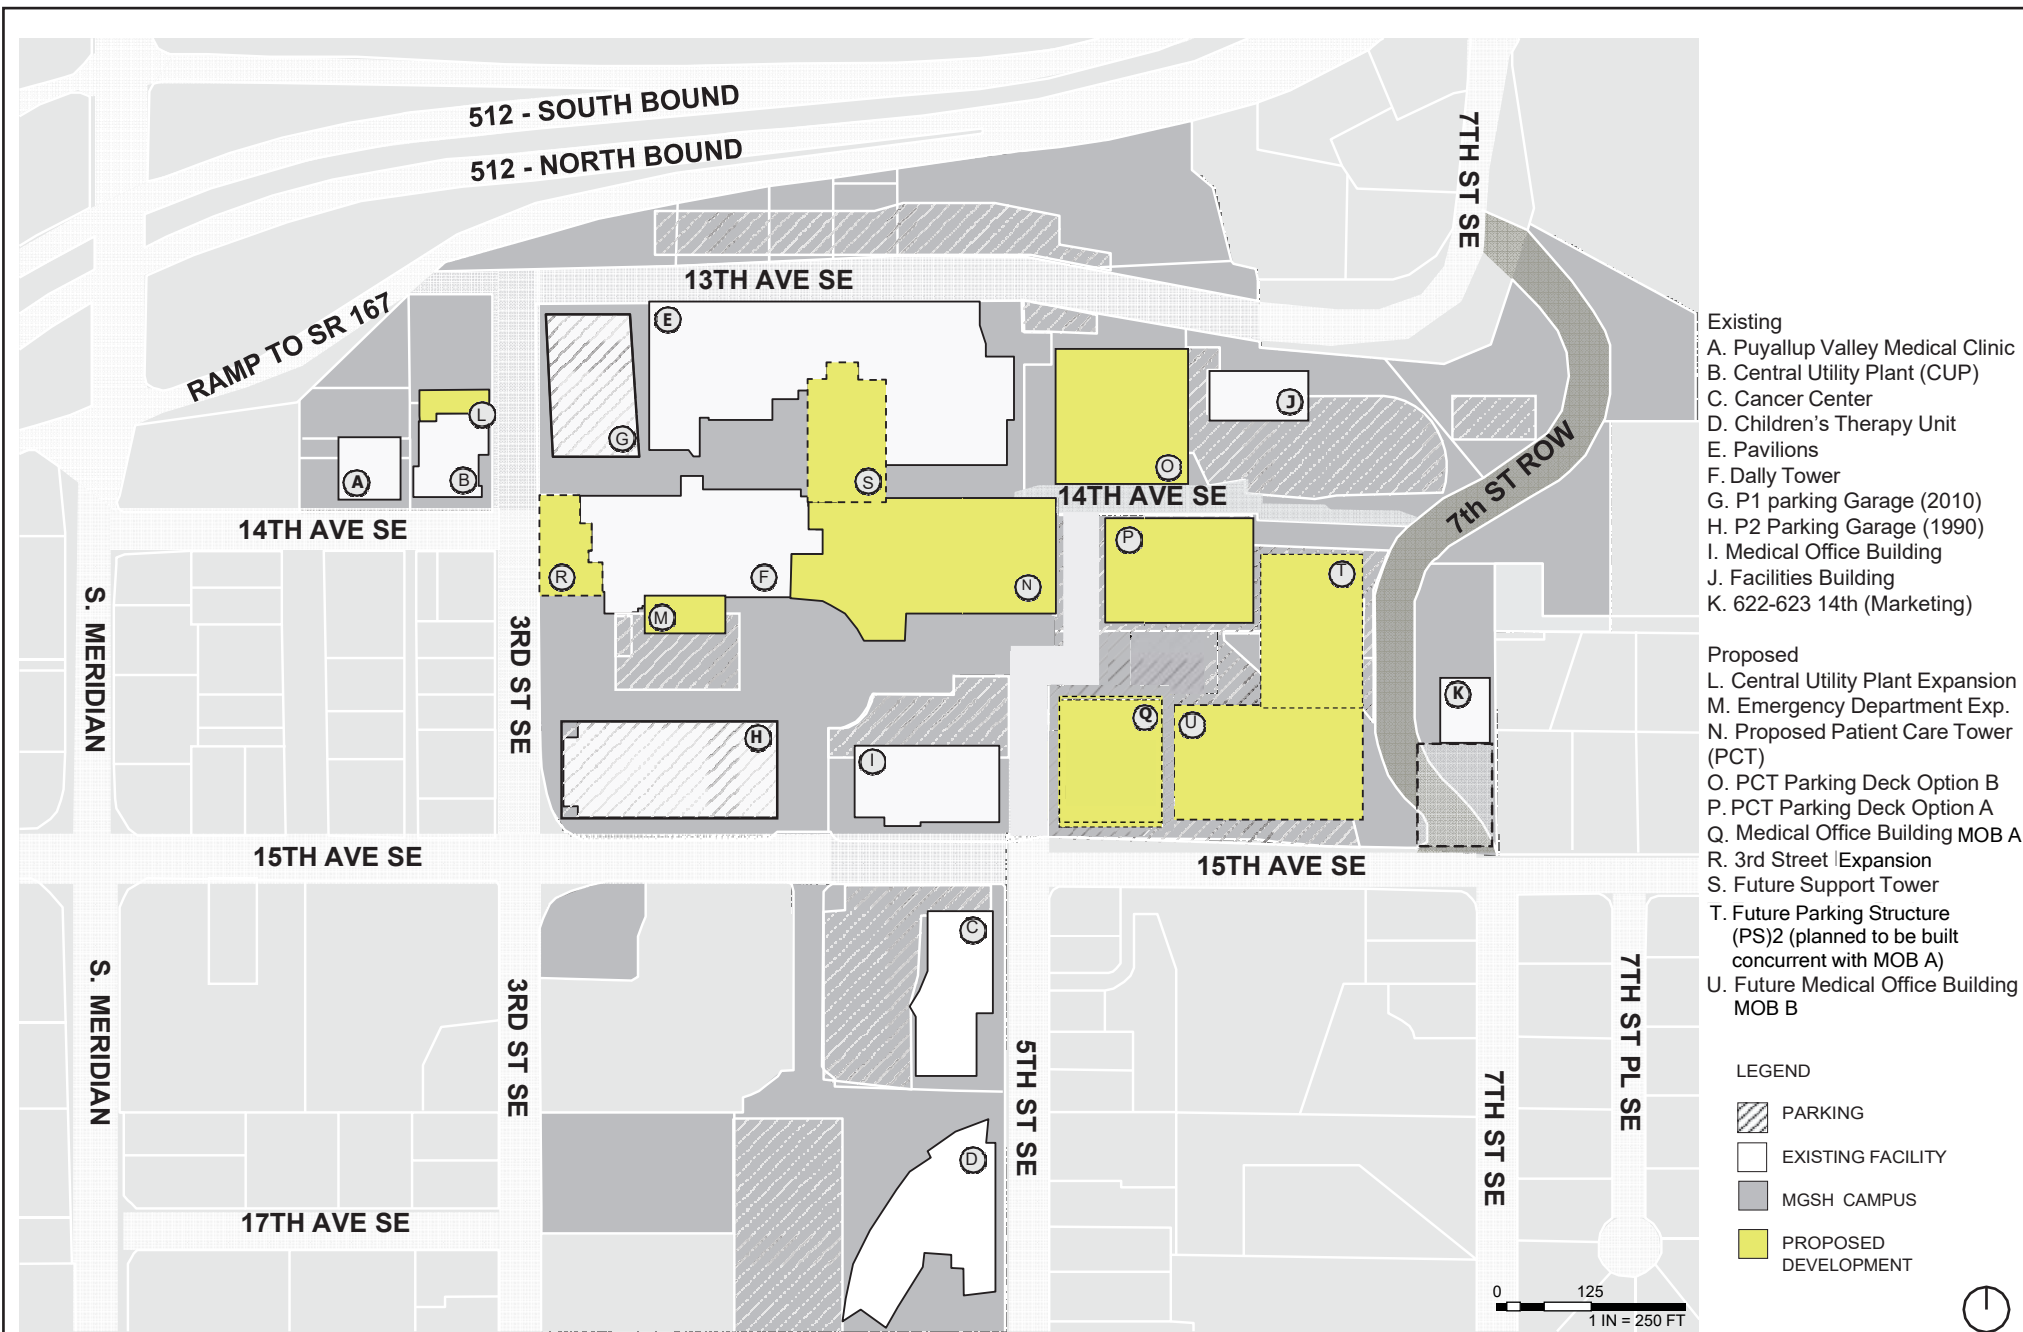 512 - SOUTH BOUND
512 - NORTH BOUND
7TH ST SE
13TH AVE SE
RAMP TO SR 167
E
G
L
A
B
S
O
J
14TH AVE SE
14TH AVE SE
7th ST ROW
R
F
M
N
P
T
S. MERIDIAN
3RD ST SE
H
I
Q
U
K
15TH AVE SE
15TH AVE SE
C
D
S. MERIDIAN
3RD ST SE
5TH ST SE
7TH ST SE
7TH ST PL SE
17TH AVE SE
Existing
A. Puyallup Valley Medical Clinic
B. Central Utility Plant (CUP)
C. Cancer Center
D. Children's Therapy Unit
E. Pavilions
F. Dally Tower
G. P1 parking Garage (2010)
H. P2 Parking Garage (1990)
I. Medical Office Building
J. Facilities Building
K. 622-623 14th (Marketing)
Proposed
L. Central Utility Plant Expansion
M. Emergency Department Exp.
N. Proposed Patient Care Tower
(PCT)
O. PCT Parking Deck Option B
P. PCT Parking Deck Option A
Q. Medical Office Building MOB A
R. 3rd Street Expansion
S. Future Support Tower
T. Future Parking Structure
(PS)2 (planned to be built
concurrent with MOB A)
U. Future Medical Office Building
MOB B
LEGEND
PARKING
EXISTING FACILITY
MGSH CAMPUS
PROPOSED
DEVELOPMENT
0 125
1 IN = 250 FT